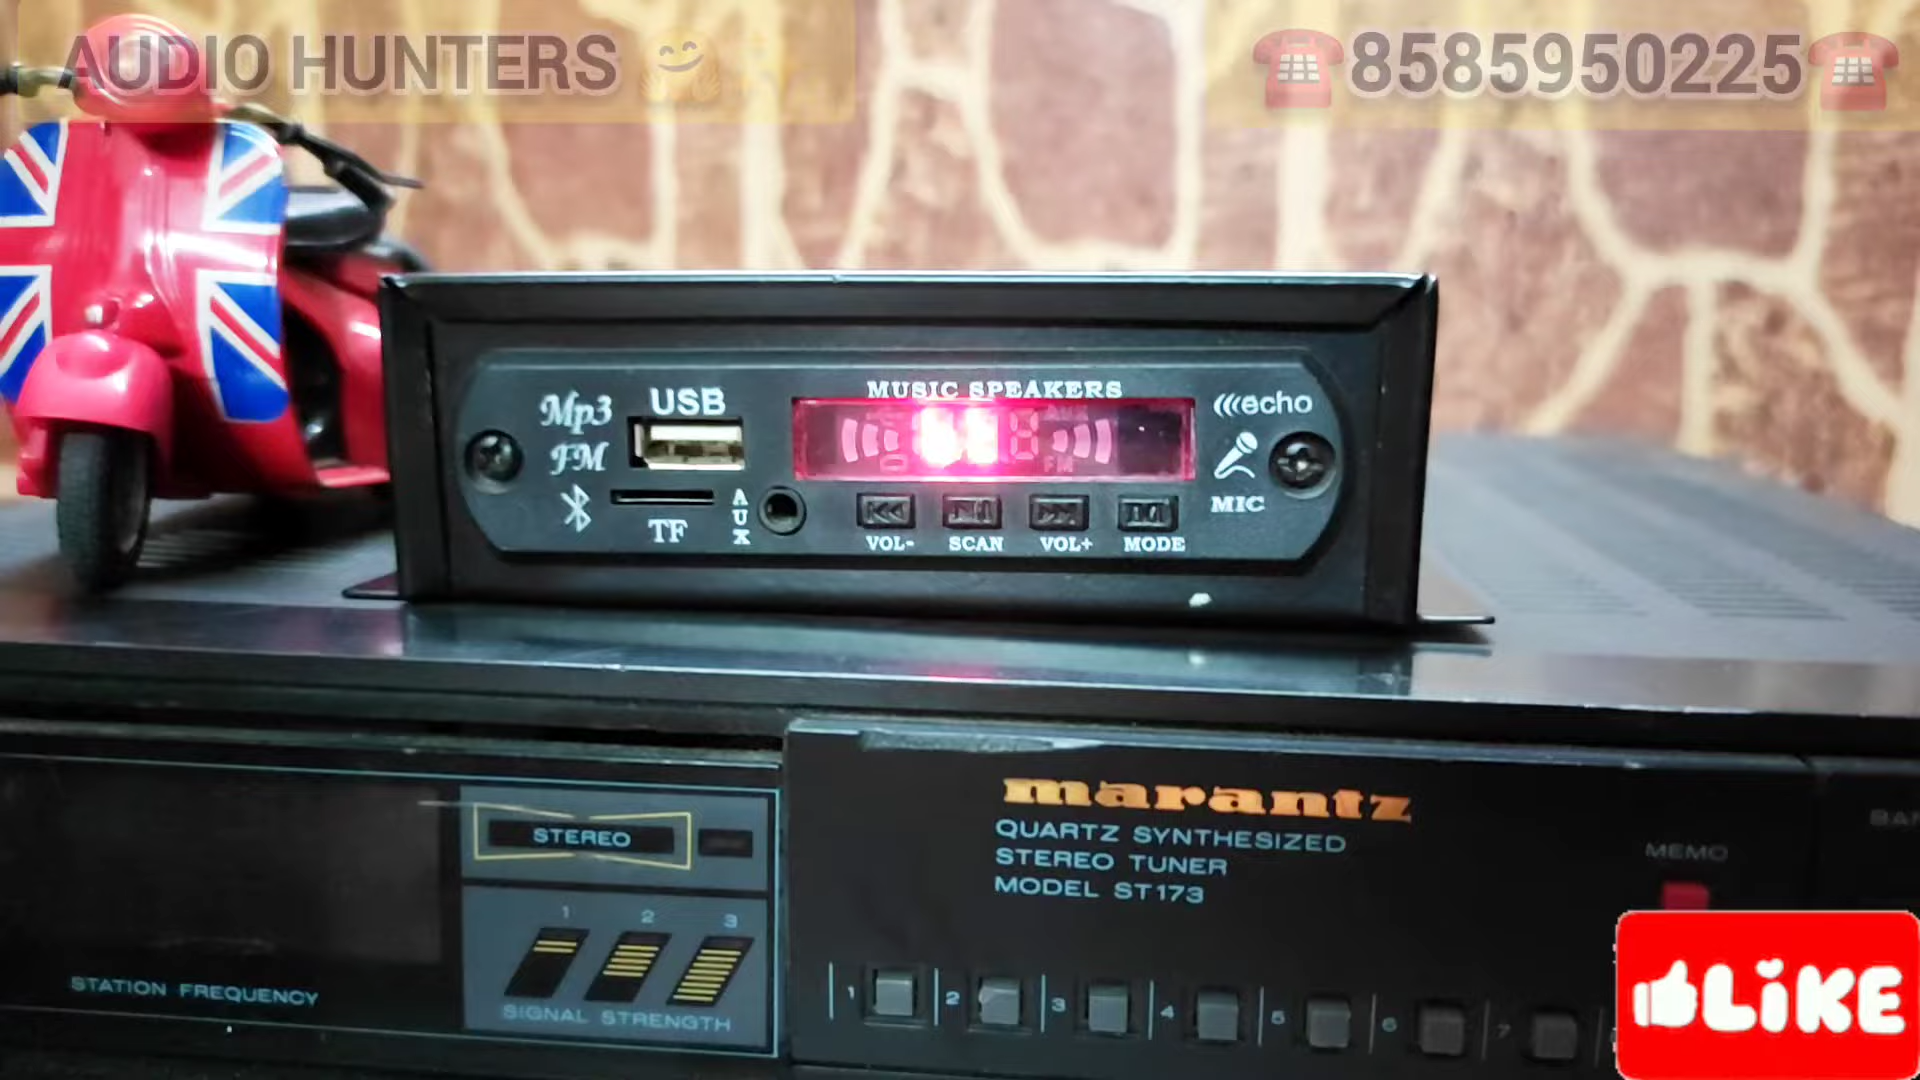 AUDIO HUNTERS
☎8585950225☎
MUSIC SPEAKERS
Mp3
USB
echo
FM
FM
TF
AUX
MIC
VOL-
SCAN
VOL+
MODE
marantz
QUARTZ SYNTHESIZED
STEREO TUNER
MODEL ST173
STEREO
MEMO
1 2 3
STATION FREQUENCY
SIGNAL STRENGTH
1 2 3 4 5 6 7
LiKE